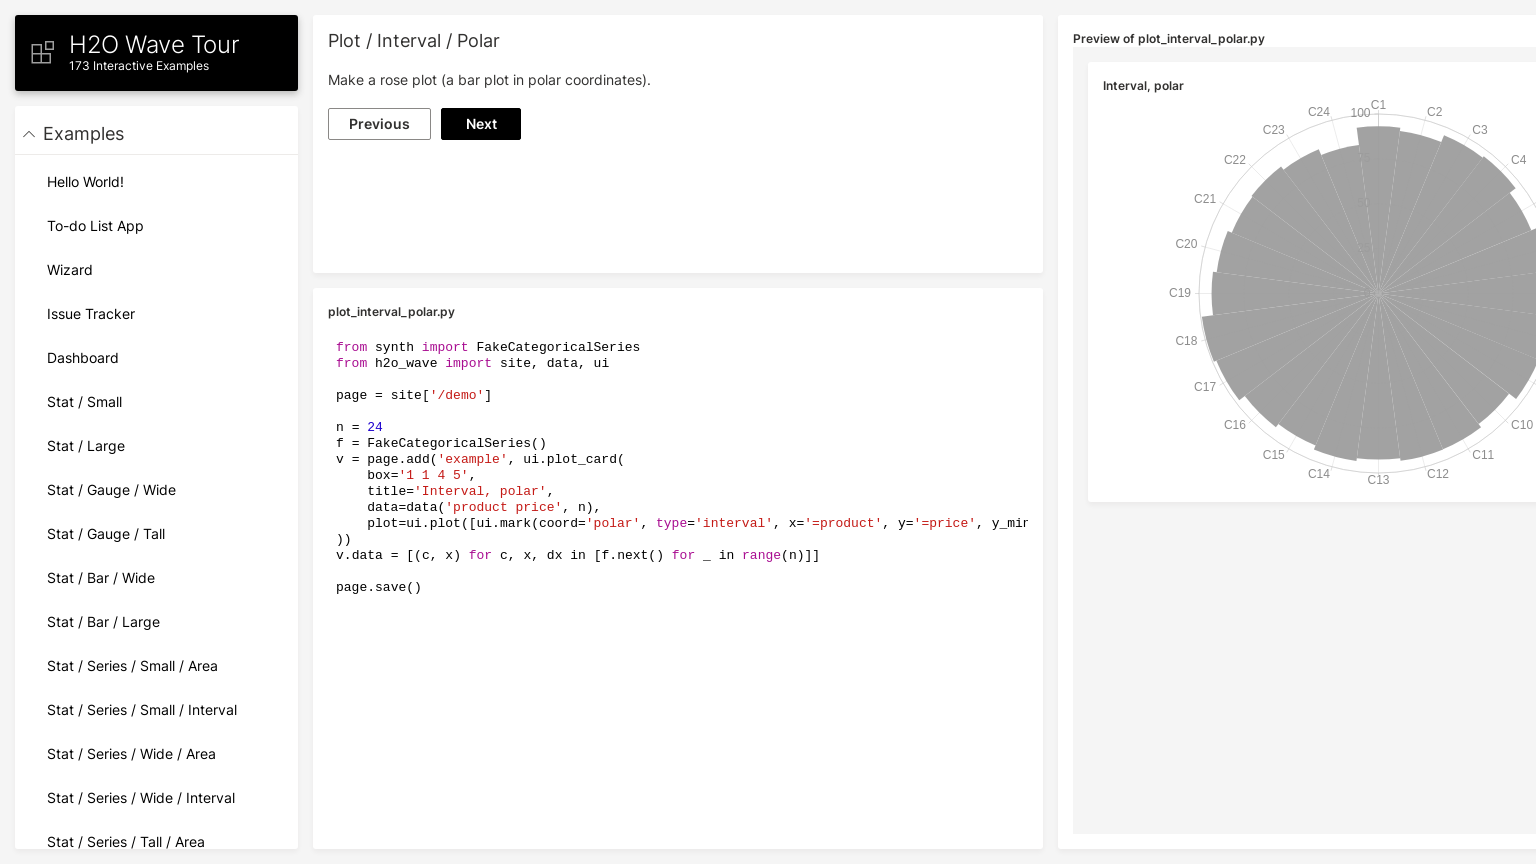 H2O Wave Tour
173 Interactive Examples
Examples
Hello World!
To-do List App
Wizard
Issue Tracker
Dashboard
Stat / Small
Stat / Large
Stat / Gauge / Wide
Stat / Gauge / Tall
Stat / Bar / Wide
Stat / Bar / Large
Stat / Series / Small / Area
Stat / Series / Small / Interval
Stat / Series / Wide / Area
Stat / Series / Wide / Interval
Stat / Series / Tall / Area
Plot / Interval / Polar
Make a rose plot (a bar plot in polar coordinates).
Previous
Next
plot_interval_polar.py
from synth import FakeCategoricalSeries
from h2o_wave import site, data, ui
page = site['/demo']
n = 24
f = FakeCategoricalSeries()
v = page.add('example', ui.plot_card(
    box='1 1 4 5',
    title='Interval, polar',
    data=data('product price', n),
    plot=ui.plot([ui.mark(coord='polar', type='interval', x='=product', y='=price', y_mir
))
v.data = [(c, x) for c, x, dx in [f.next() for _ in range(n)]]
page.save()
Preview of plot_interval_polar.py
Interval, polar
100
C1
C2
C3
C4
C10
C11
C12
C13
C14
C15
C16
C17
C18
C19
C20
C21
C22
C23
C24